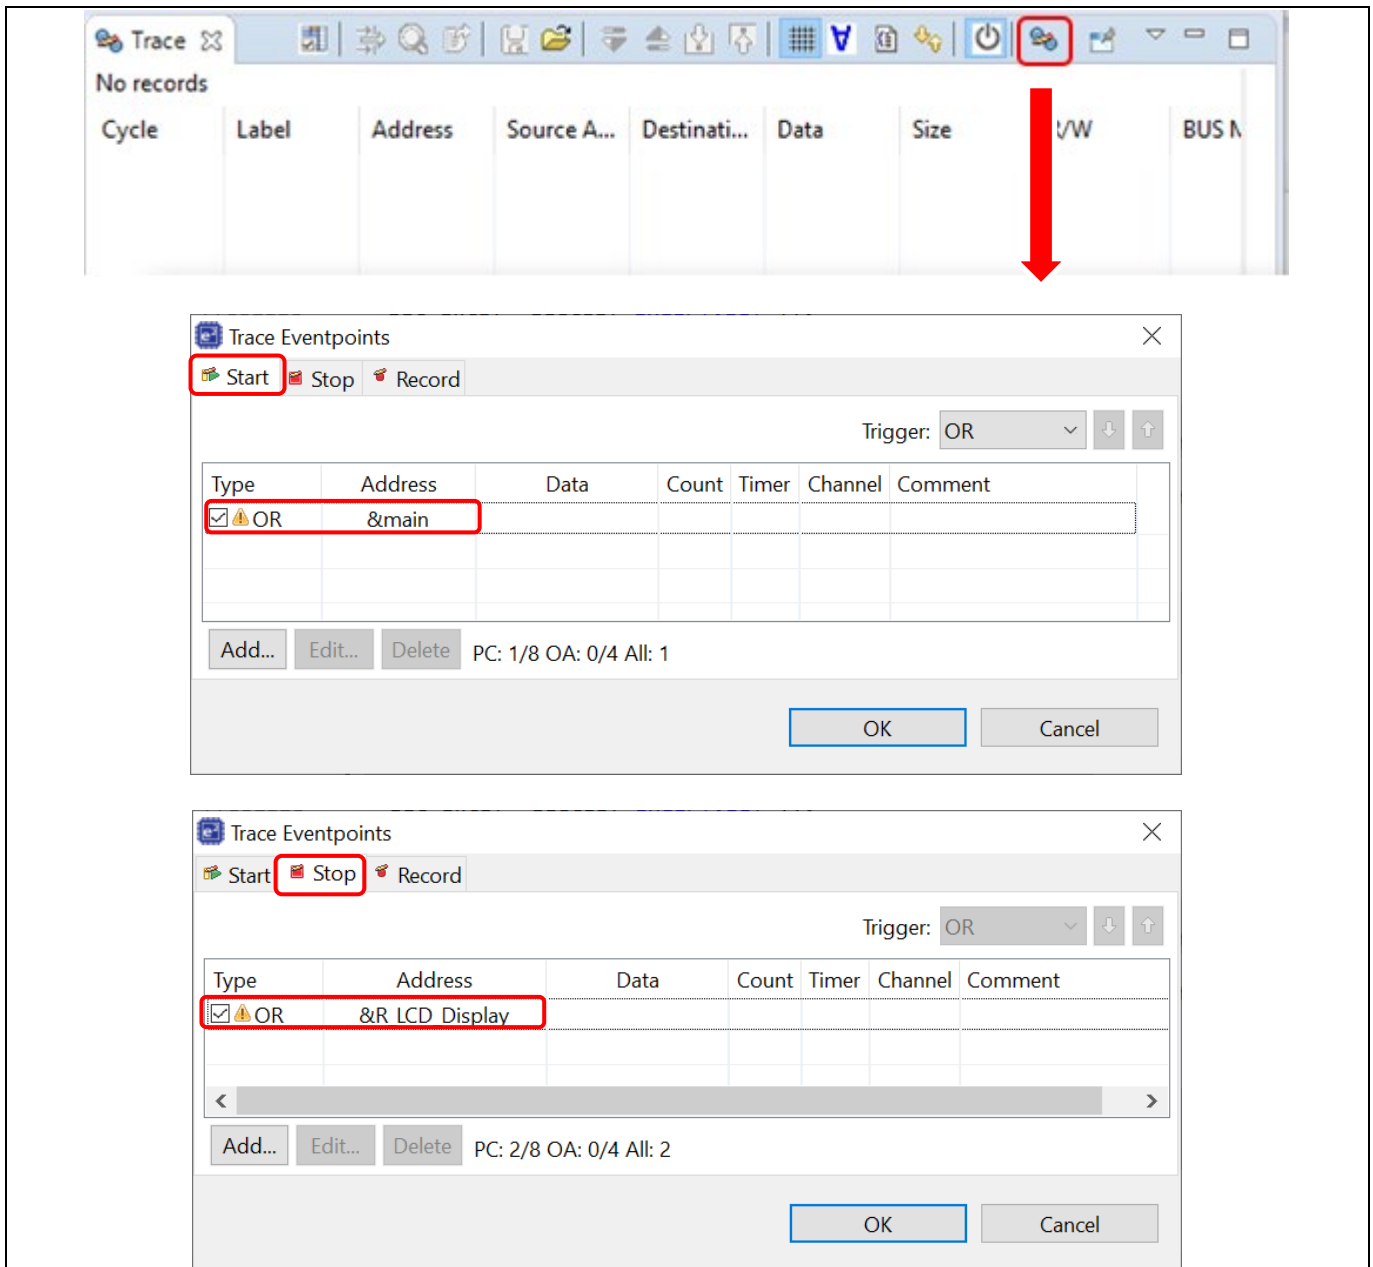 Trace
No records
Cycle Label Address Source A... Destinati... Data Size /W BUS M
Trace Eventpoints
Start Stop Record
Trigger: OR
Type Address Data Count Timer Channel Comment
OR &main
Add... Edit... Delete PC: 1/8 OA: 0/4 All: 1
OK Cancel
Trace Eventpoints
Start Stop Record
Trigger: OR
Type Address Data Count Timer Channel Comment
OR &R LCD Display
Add... Edit... Delete PC: 2/8 OA: 0/4 All: 2
OK Cancel